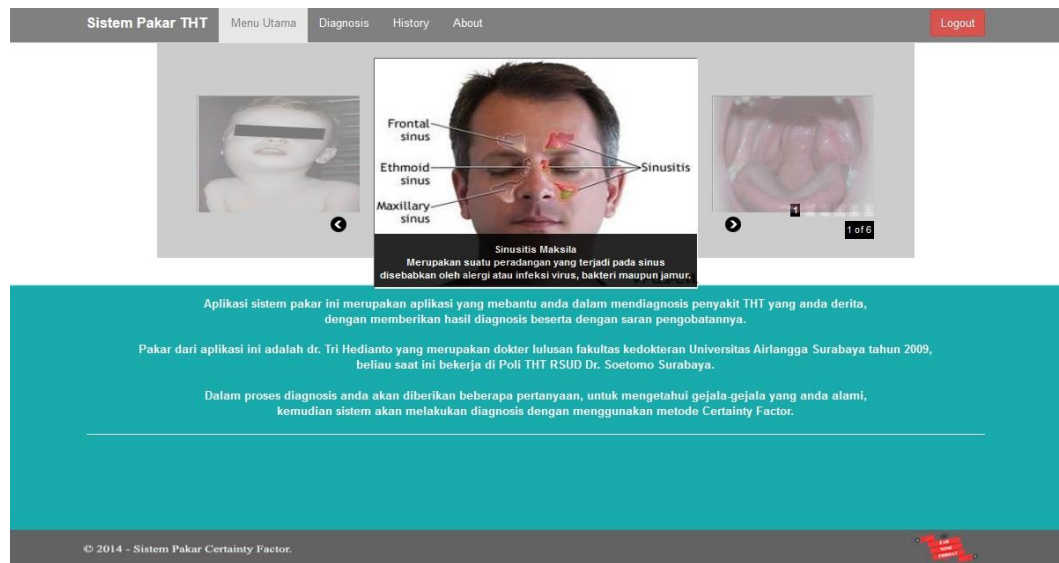 Sistem Pakar THT Menu Utama Diagnosis History About Logout
Frontal
sinus
Ethmoid
sinus
Sinusitis
Maxillary
sinus
1
1 of 6
Sinusitis Maksila
Merupakan suatu peradangan yang terjadi pada sinus
disebabkan oleh alergi atau infeksi virus, bakteri maupun jamur.
Aplikasi sistem pakar ini merupakan aplikasi yang mebantu anda dalam mendiagnosis penyakit THT yang anda derita,
dengan memberikan hasil diagnosis beserta dengan saran pengobatannya.
Pakar dari aplikasi ini adalah dr. Tri Hedianto yang merupakan dokter lulusan fakultas kedokteran Universitas Airlangga Surabaya tahun 2009,
beliau saat ini bekerja di Poli THT RSUD Dr. Soetomo Surabaya.
Dalam proses diagnosis anda akan diberikan beberapa pertanyaan, untuk mengetahui gejala-gejala yang anda alami,
kemudian sistem akan melakukan diagnosis dengan menggunakan metode Certainty Factor.
© 2014 - Sistem Pakar Certainty Factor.
EAR
NOSE